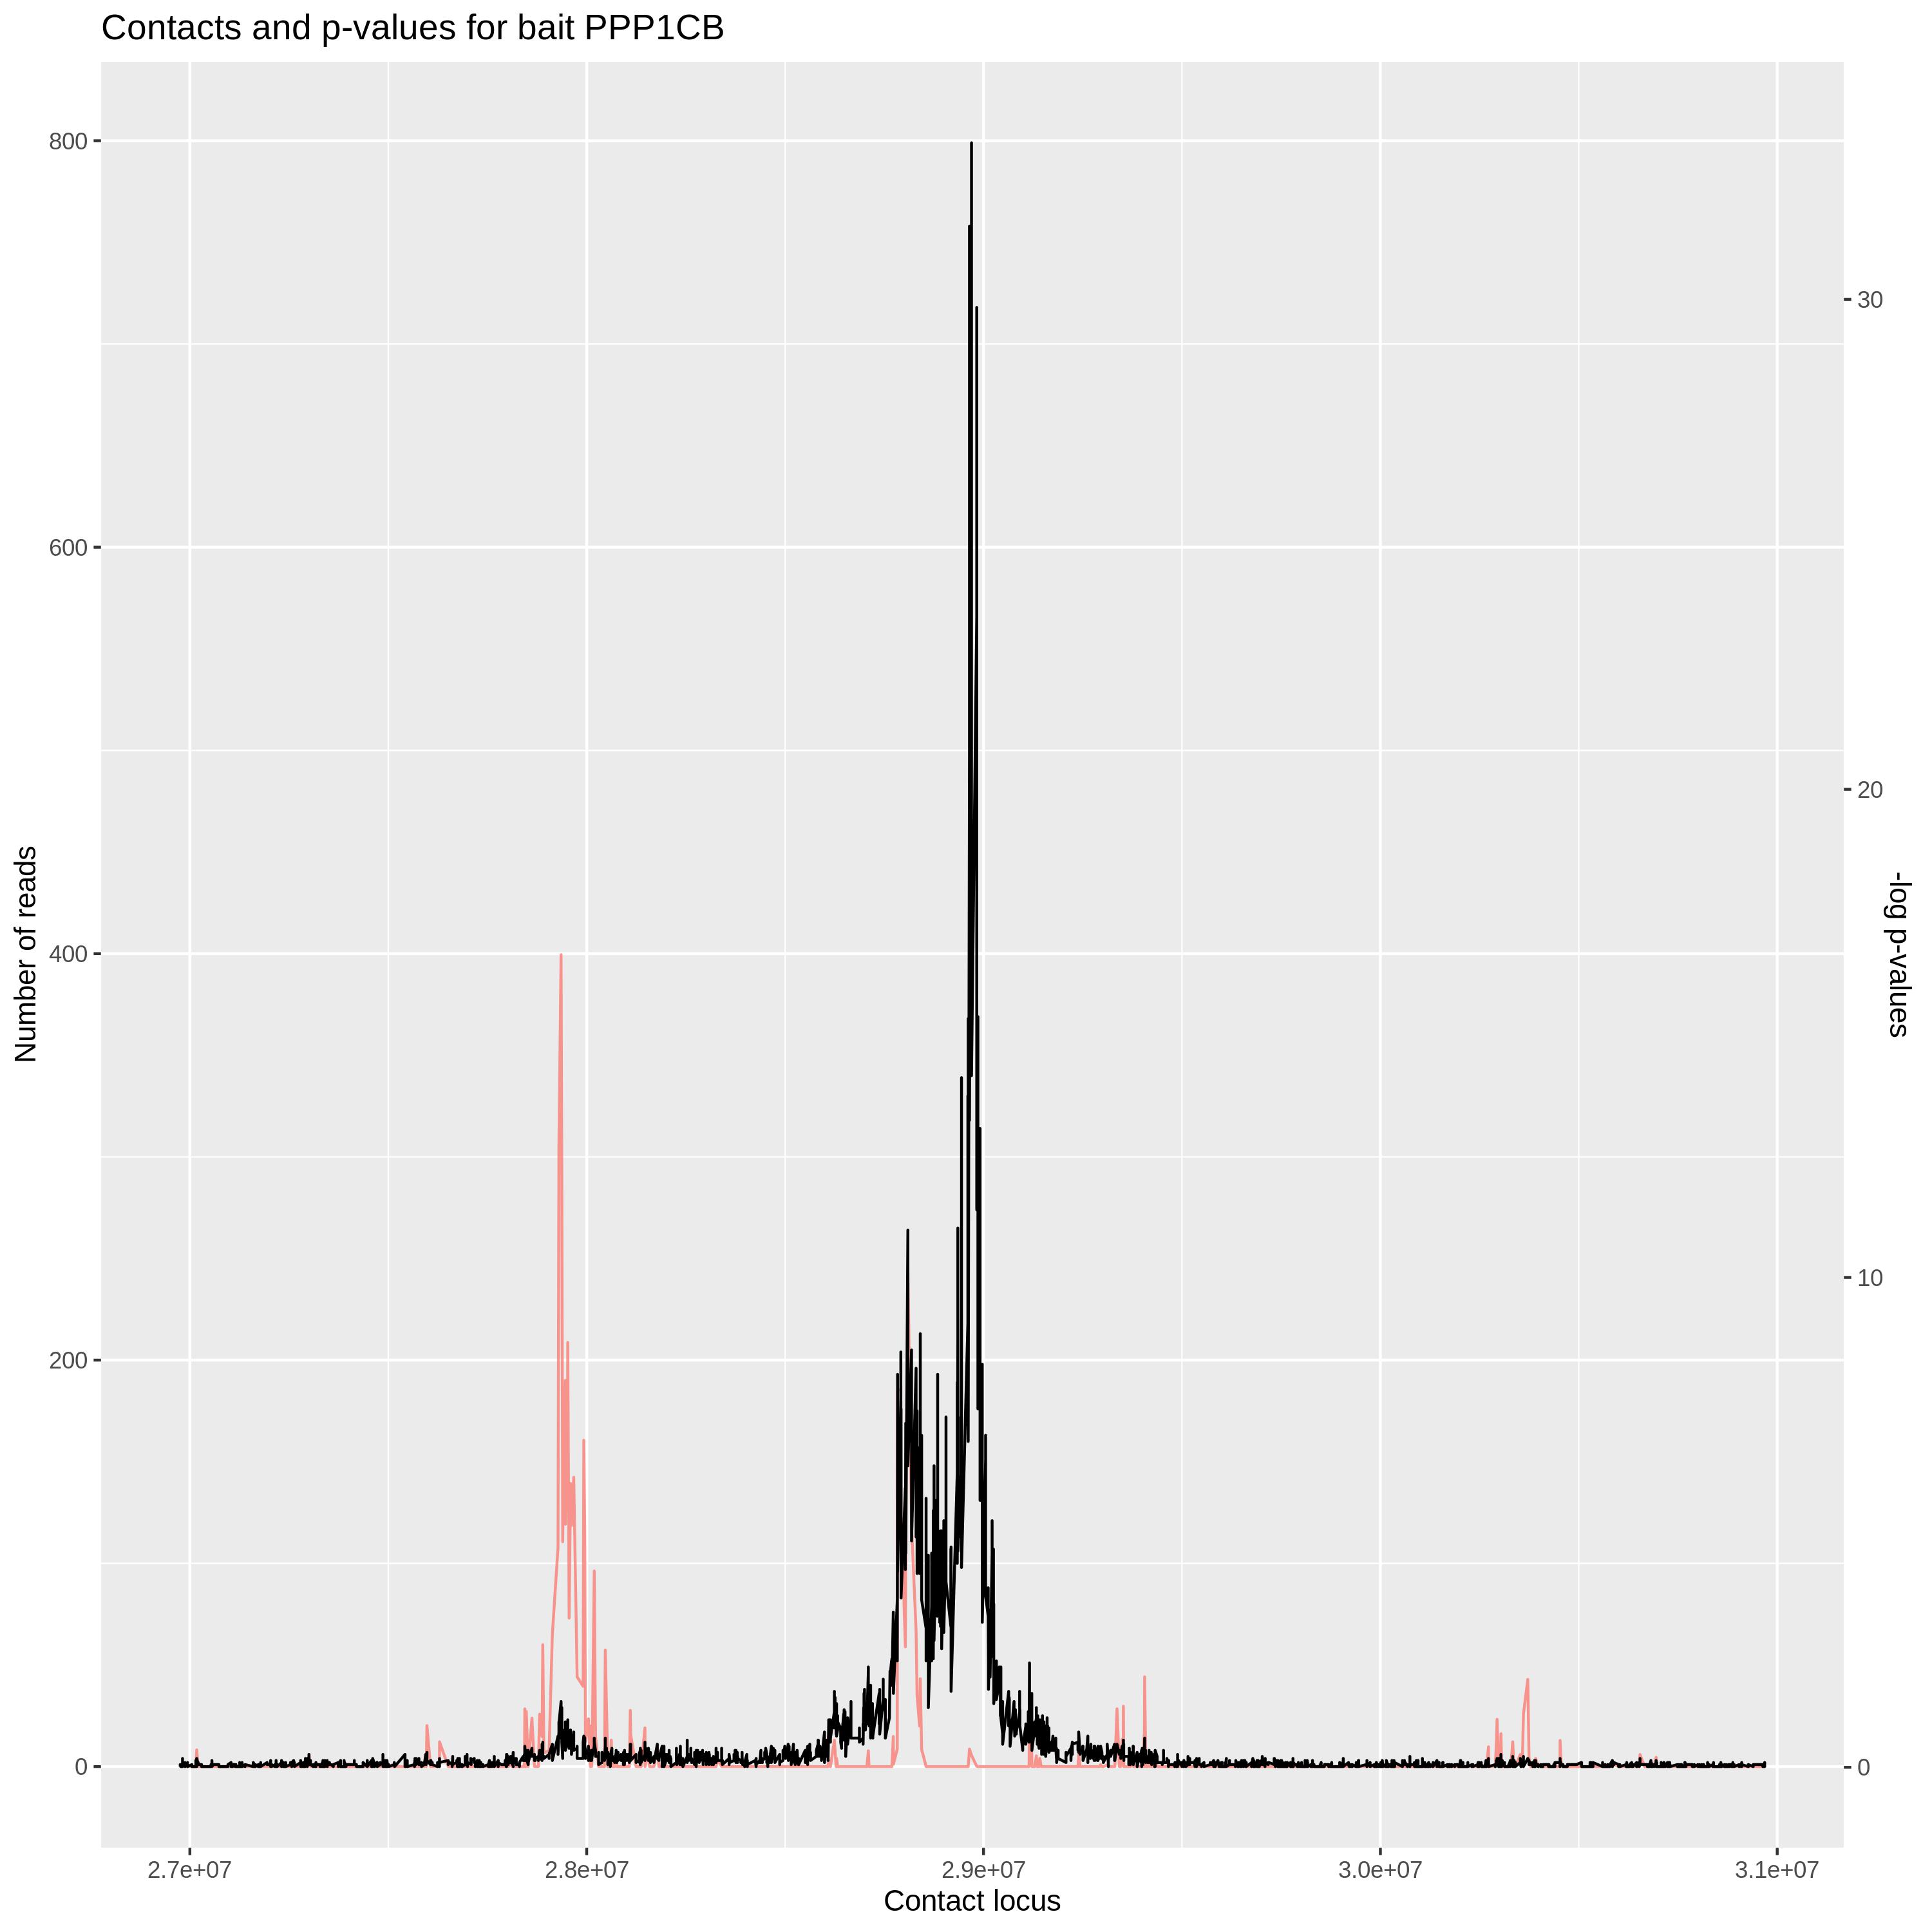 Contacts and p-values for bait PPP1CB
800
600
400
200
0
Number of reads
30
20
10
0
-log p-values
2.7e+07 2.8e+07 2.9e+07 3.0e+07 3.1e+07
Contact locus